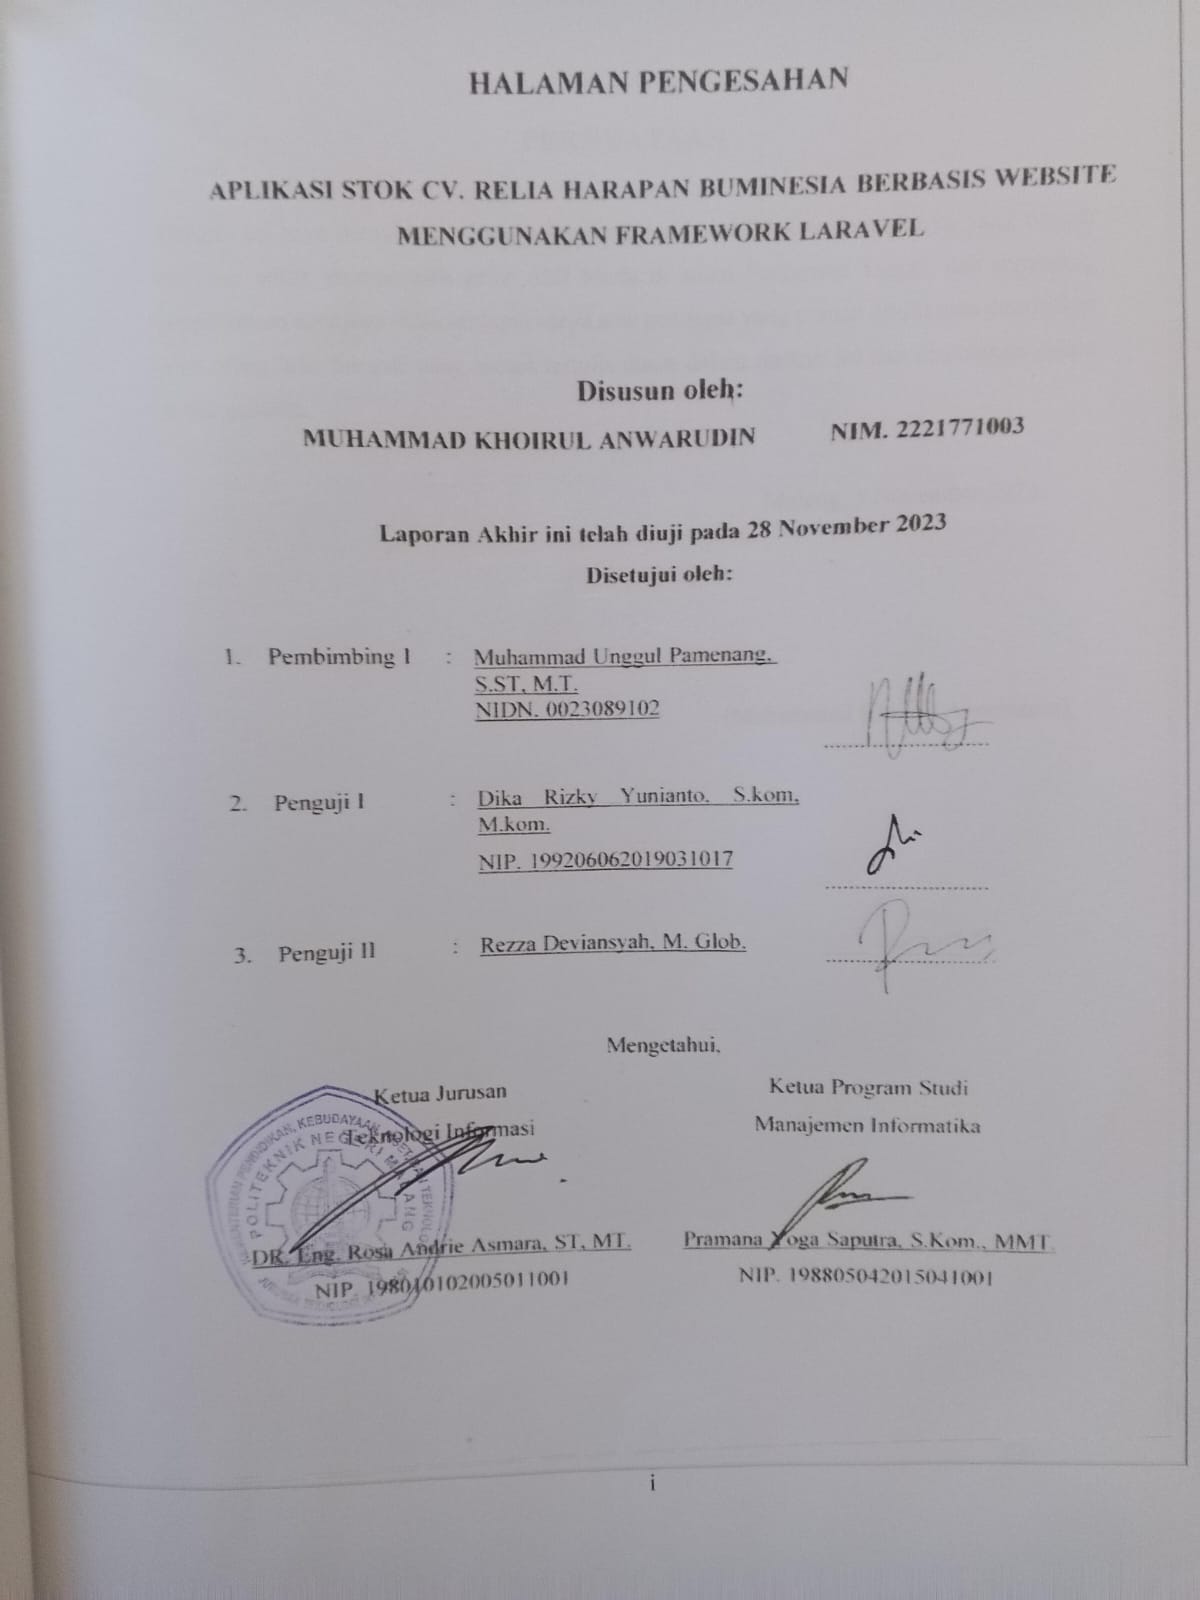 HALAMAN PENGESAHAN
APLIKASI STOK CV. RELIA HARAPAN BUMINESIA BERBASIS WEBSITE
MENGGUNAKAN FRAMEWORK LARAVEL
Disusun oleh:
MUHAMMAD KHOIRUL ANWARUDIN NIM. 2221771003
Laporan Akhir ini telah diuji pada 28 November 2023
Disetujui oleh:
1. Pembimbing I : Muhammad Unggul Pamenang,
S.ST, M.T.
NIDN. 0023089102
2. Penguji I : Dika Rizky Yunianto, S.kom,
M.kom.
NIP. 199206062019031017
3. Penguji II : Rezza Deviansyah, M. Glob.
Mengetahui,
Ketua Jurusan
Teknologi Informasi
Ketua Program Studi
Manajemen Informatika
POLITEKNIK NEGERI MALANG
DR. Eng. Rosa Andrie Asmara, ST, MT.
NIP. 198010102005011001
Pramana Yoga Saputra, S.Kom., MMT.
NIP. 198805042015041001
i